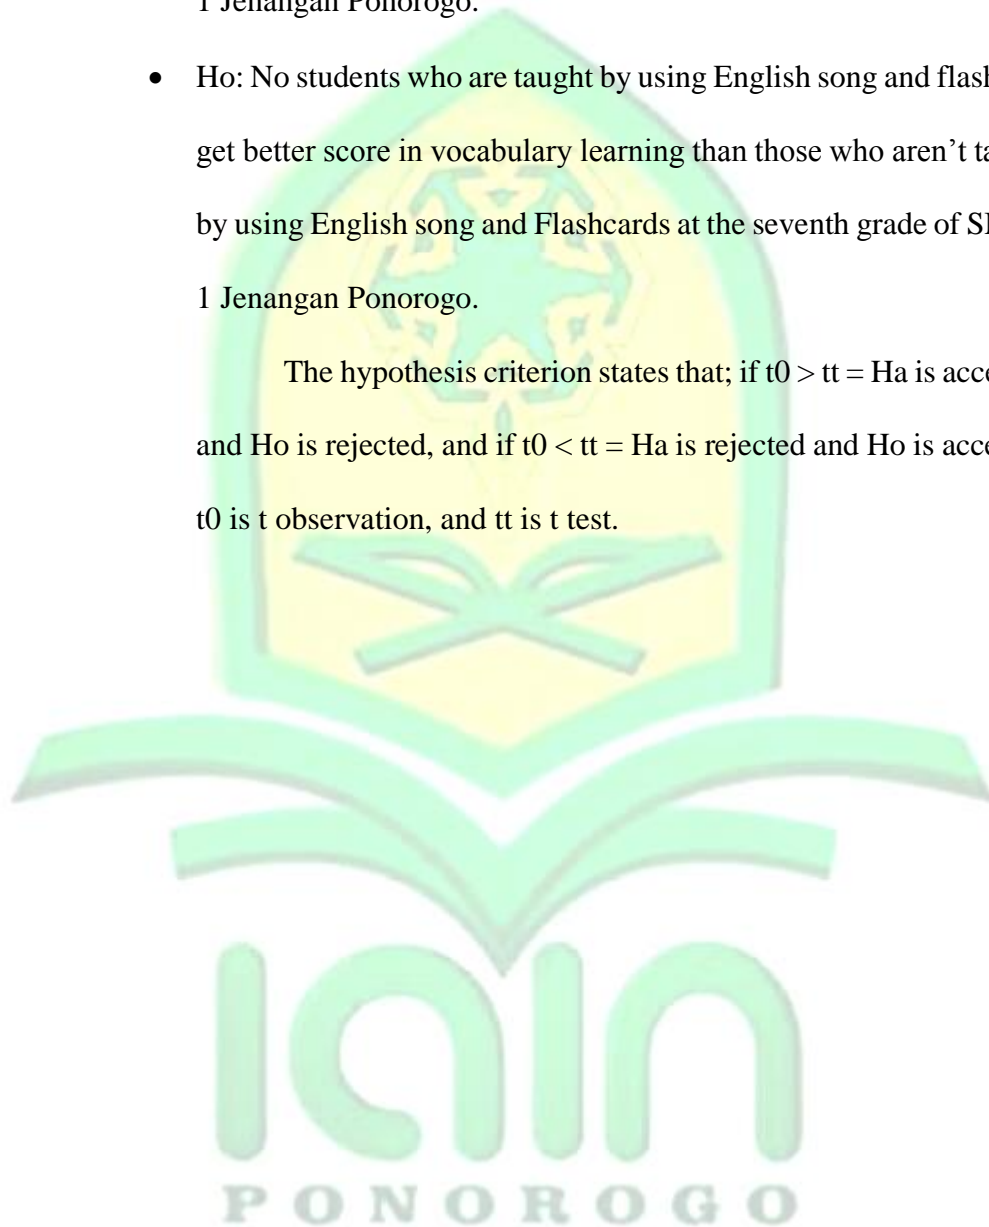 1 Jenangan Ponorogo.
• Ho: No students who are taught by using English song and flash
get better score in vocabulary learning than those who aren’t ta
by using English song and Flashcards at the seventh grade of
1 Jenangan Ponorogo.
The hypothesis criterion states that; if t0 > tt = Ha is acce
and Ho is rejected, and if t0 < tt = Ha is rejected and Ho is acce
t0 is t observation, and tt is t test.
iain
PONOROGO